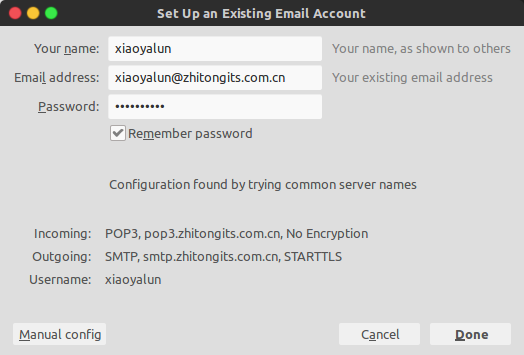 Set Up an Existing Email Account
Your name: xiaoyalun Your name, as shown to others
Email address: xiaoyalun@zhitongits.com.cn Your existing email address
Password: ••••••••••
Remember password
Configuration found by trying common server names
Incoming: POP3, pop3.zhitongits.com.cn, No Encryption
Outgoing: SMTP, smtp.zhitongits.com.cn, STARTTLS
Username: xiaoyalun
Manual config Cancel Done